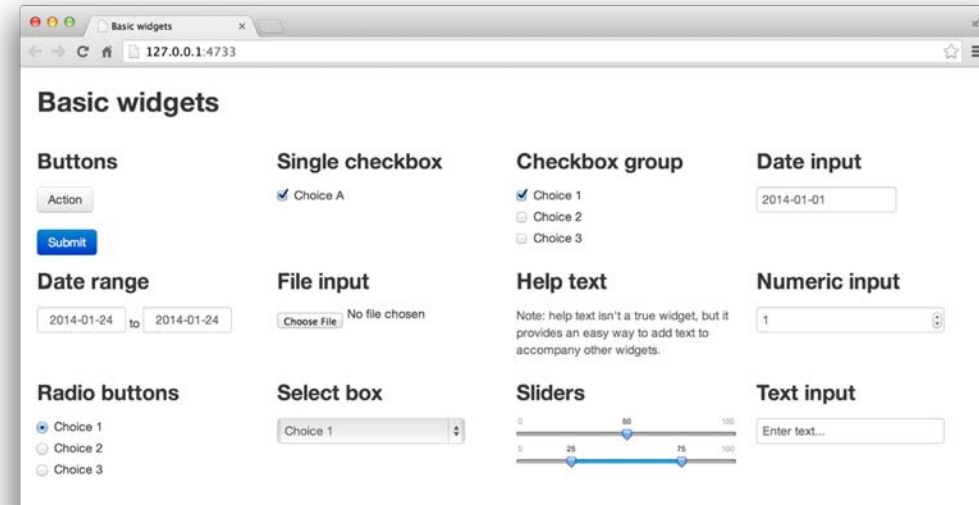 Basic widgets
127.0.0.1:4733
Basic widgets
Buttons
Action
Submit
Single checkbox
Choice A
Checkbox group
Choice 1
Choice 2
Choice 3
Date input
2014-01-01
Date range
2014-01-24 to 2014-01-24
File input
Choose File No file chosen
Help text
Note: help text isn't a true widget, but it
provides an easy way to add text to
accompany other widgets.
Numeric input
1
Radio buttons
Choice 1
Choice 2
Choice 3
Select box
Choice 1
Sliders
0 50 100
0 25 75 100
Text input
Enter text...